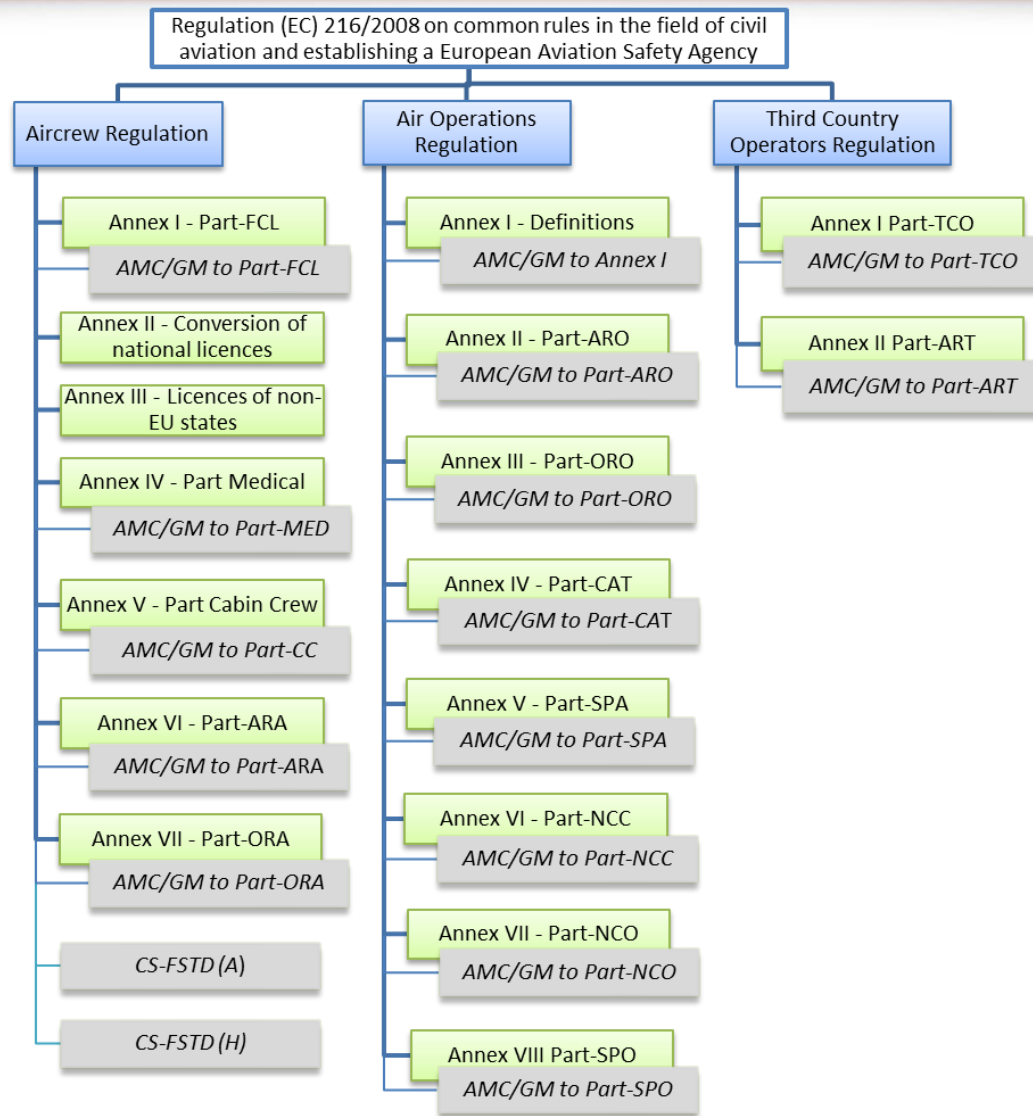 Regulation (EC) 216/2008 on common rules in the field of civil
aviation and establishing a European Aviation Safety Agency
Aircrew Regulation
Annex I - Part-FCL
AMC/GM to Part-FCL
Annex II - Conversion of
national licences
Annex III - Licences of non-
EU states
Annex IV - Part Medical
AMC/GM to Part-MED
Annex V - Part Cabin Crew
AMC/GM to Part-CC
Annex VI - Part-ARA
AMC/GM to Part-ARA
Annex VII - Part-ORA
AMC/GM to Part-ORA
CS-FSTD (A)
CS-FSTD (H)
Air Operations
Regulation
Annex I - Definitions
AMC/GM to Annex I
Annex II - Part-ARO
AMC/GM to Part-ARO
Annex III - Part-ORO
AMC/GM to Part-ORO
Annex IV - Part-CAT
AMC/GM to Part-CAT
Annex V - Part-SPA
AMC/GM to Part-SPA
Annex VI - Part-NCC
AMC/GM to Part-NCC
Annex VII - Part-NCO
AMC/GM to Part-NCO
Annex VIII Part-SPO
AMC/GM to Part-SPO
Third Country
Operators Regulation
Annex I Part-TCO
AMC/GM to Part-TCO
Annex II Part-ART
AMC/GM to Part-ART